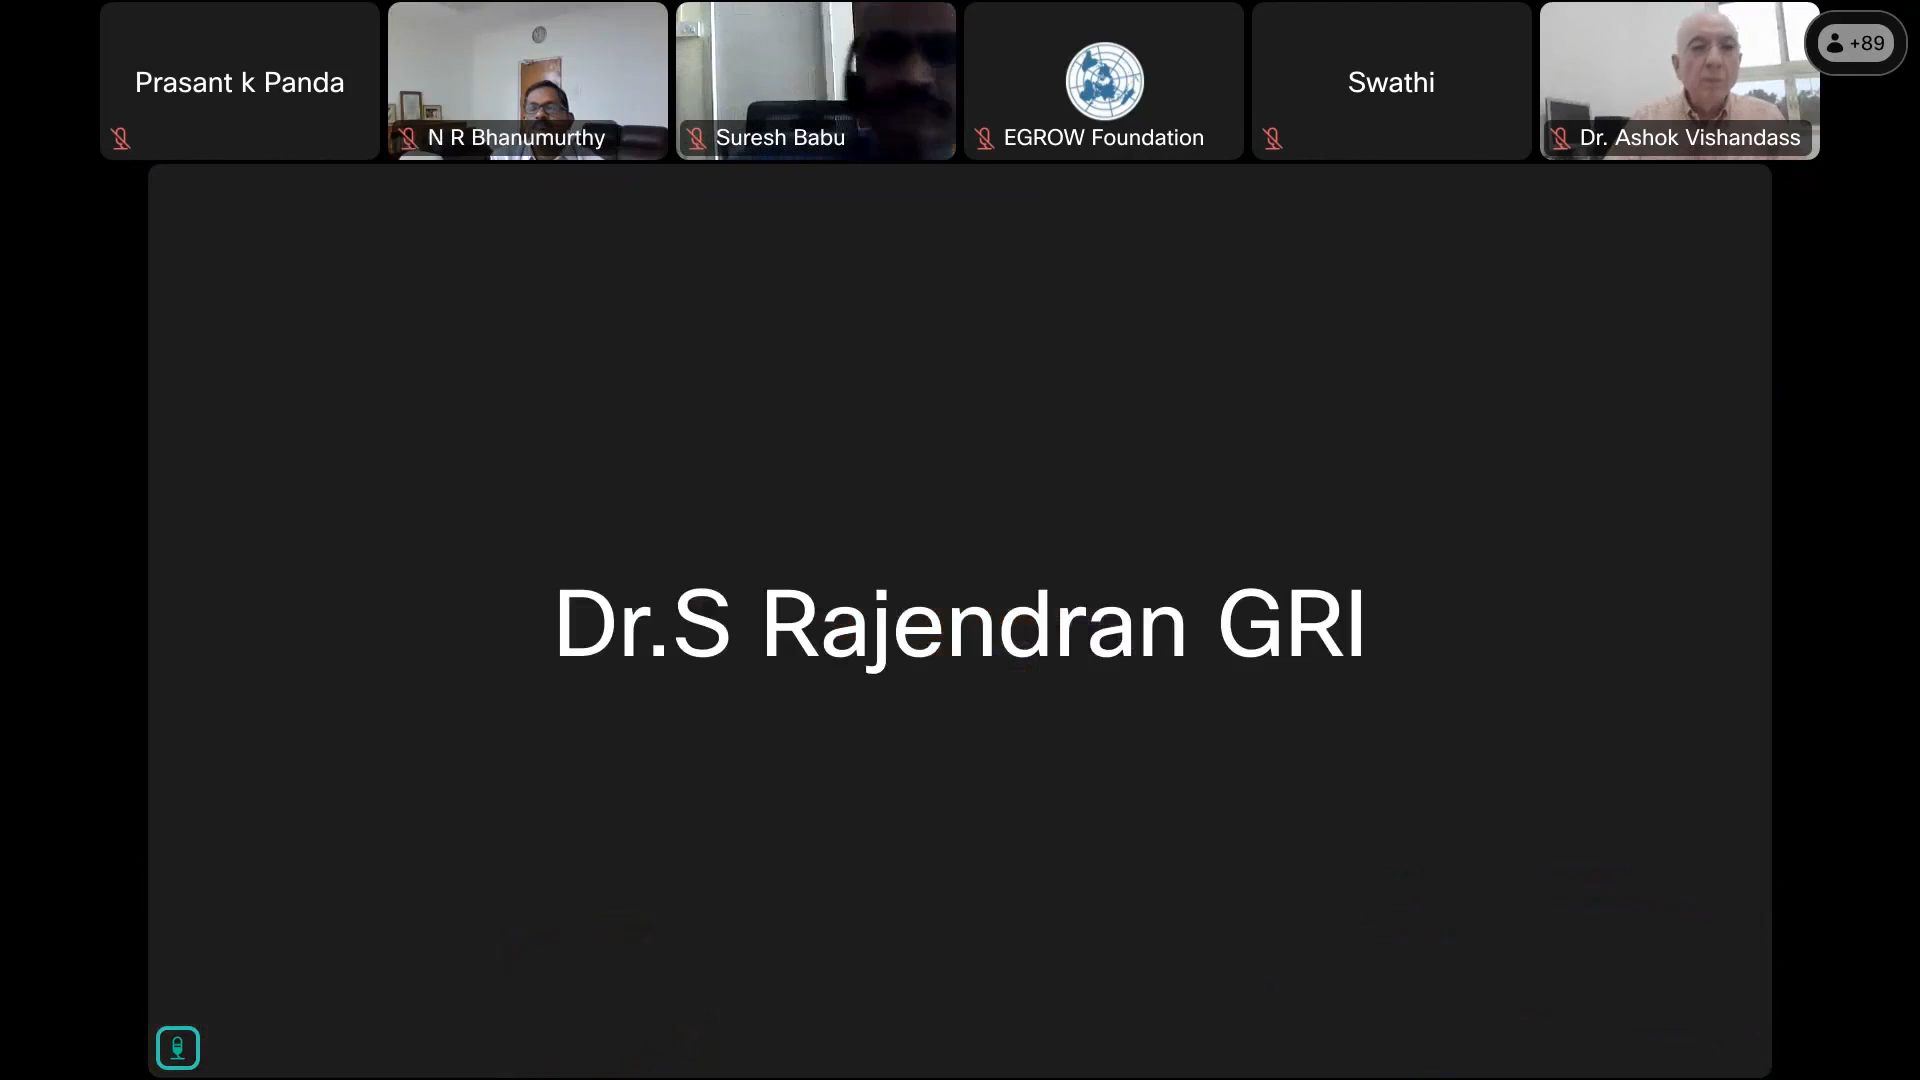 Prasant k Panda
N R Bhanumurthy
Suresh Babu
EGROW Foundation
Swathi
Dr. Ashok Vishandass
+89
Dr.S Rajendran GRI